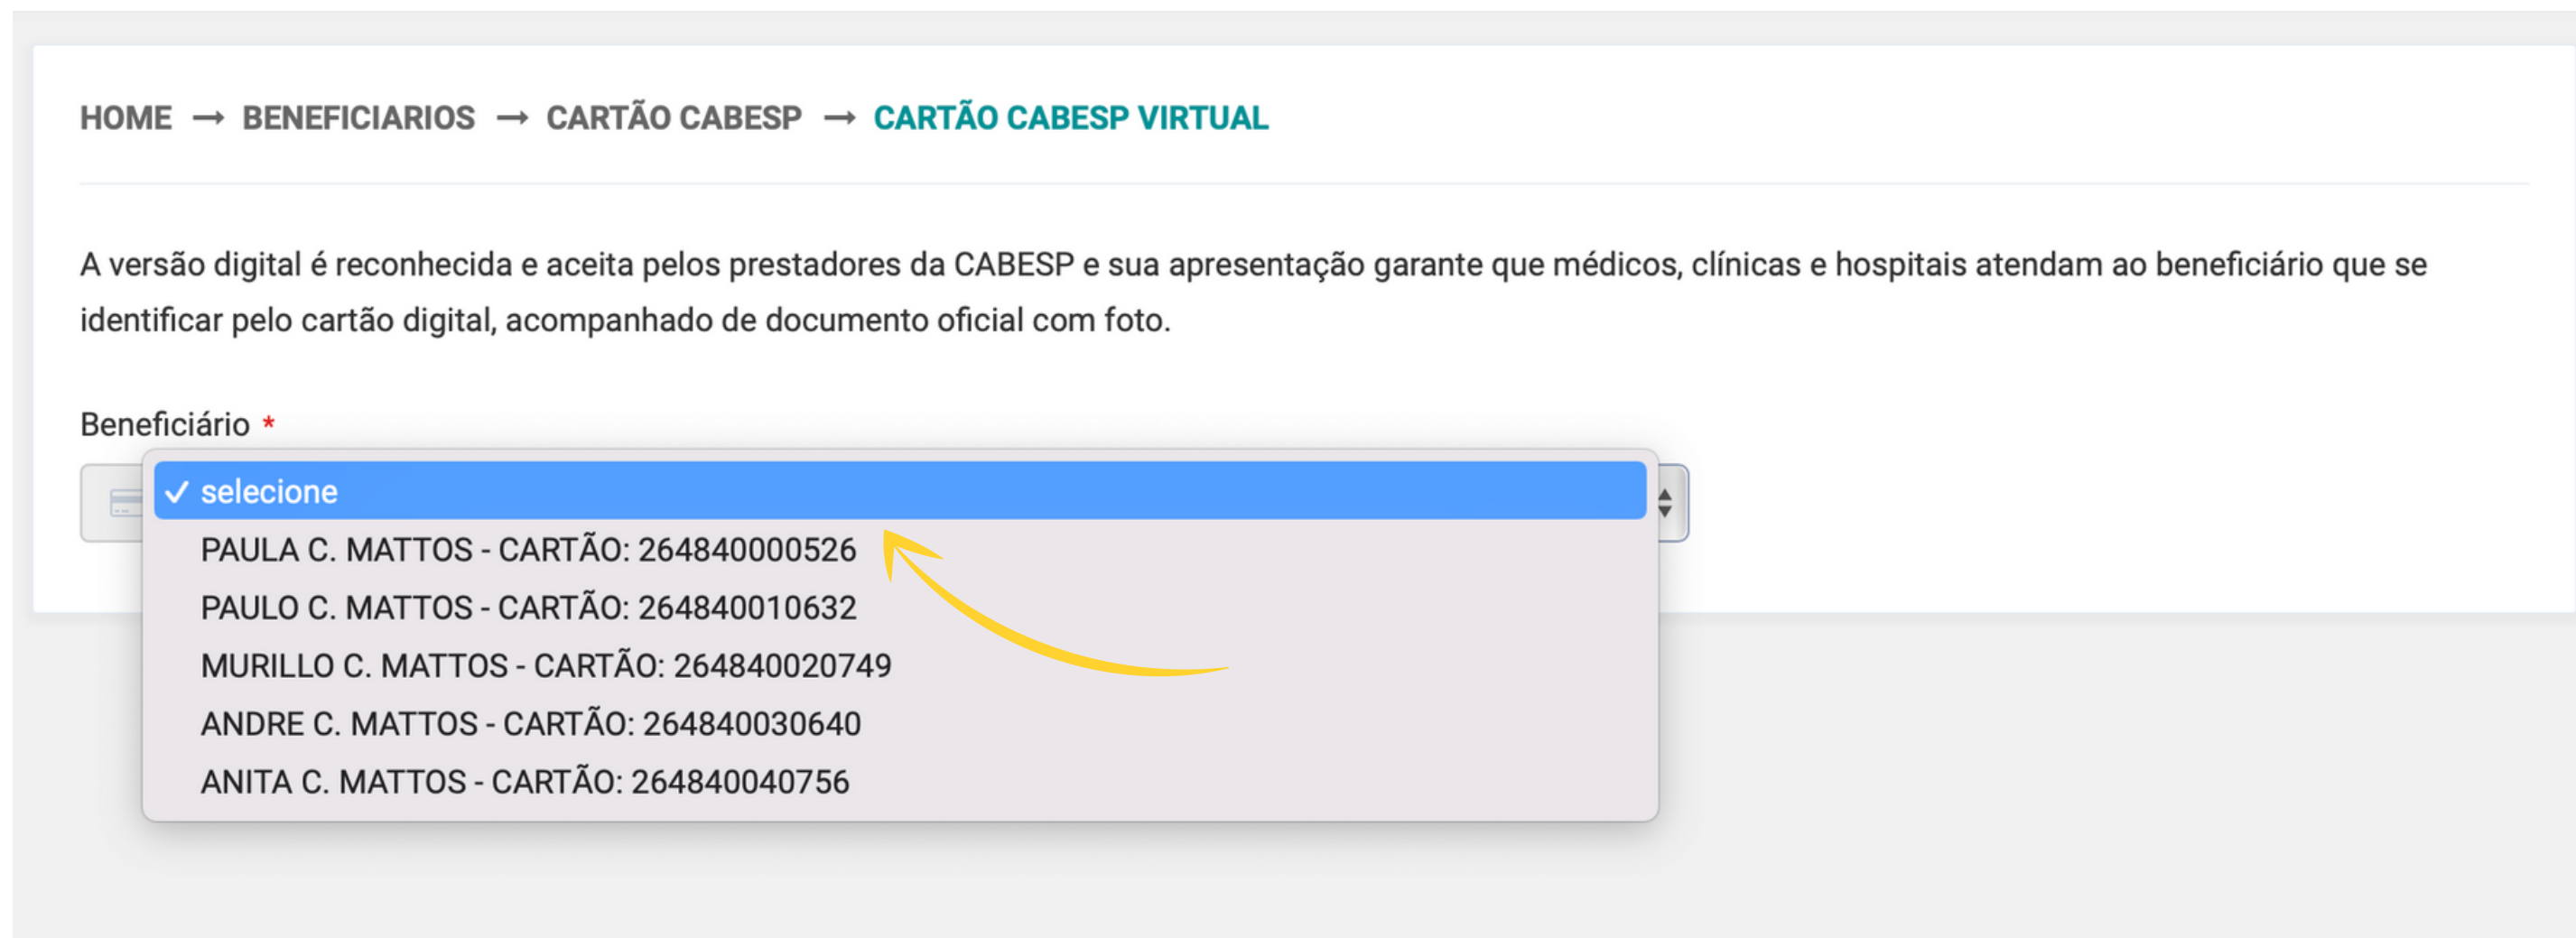 HOME → BENEFICIARIOS → CARTÃO CABESP → CARTÃO CABESP VIRTUAL
A versão digital é reconhecida e aceita pelos prestadores da CABESP e sua apresentação garante que médicos, clínicas e hospitais atendam ao beneficiário que se
identificar pelo cartão digital, acompanhado de documento oficial com foto.
Beneficiário *
✓ selecione
PAULA C. MATTOS - CARTÃO: 264840000526
PAULO C. MATTOS - CARTÃO: 264840010632
MURILLO C. MATTOS - CARTÃO: 264840020749
ANDRE C. MATTOS - CARTÃO: 264840030640
ANITA C. MATTOS - CARTÃO: 264840040756